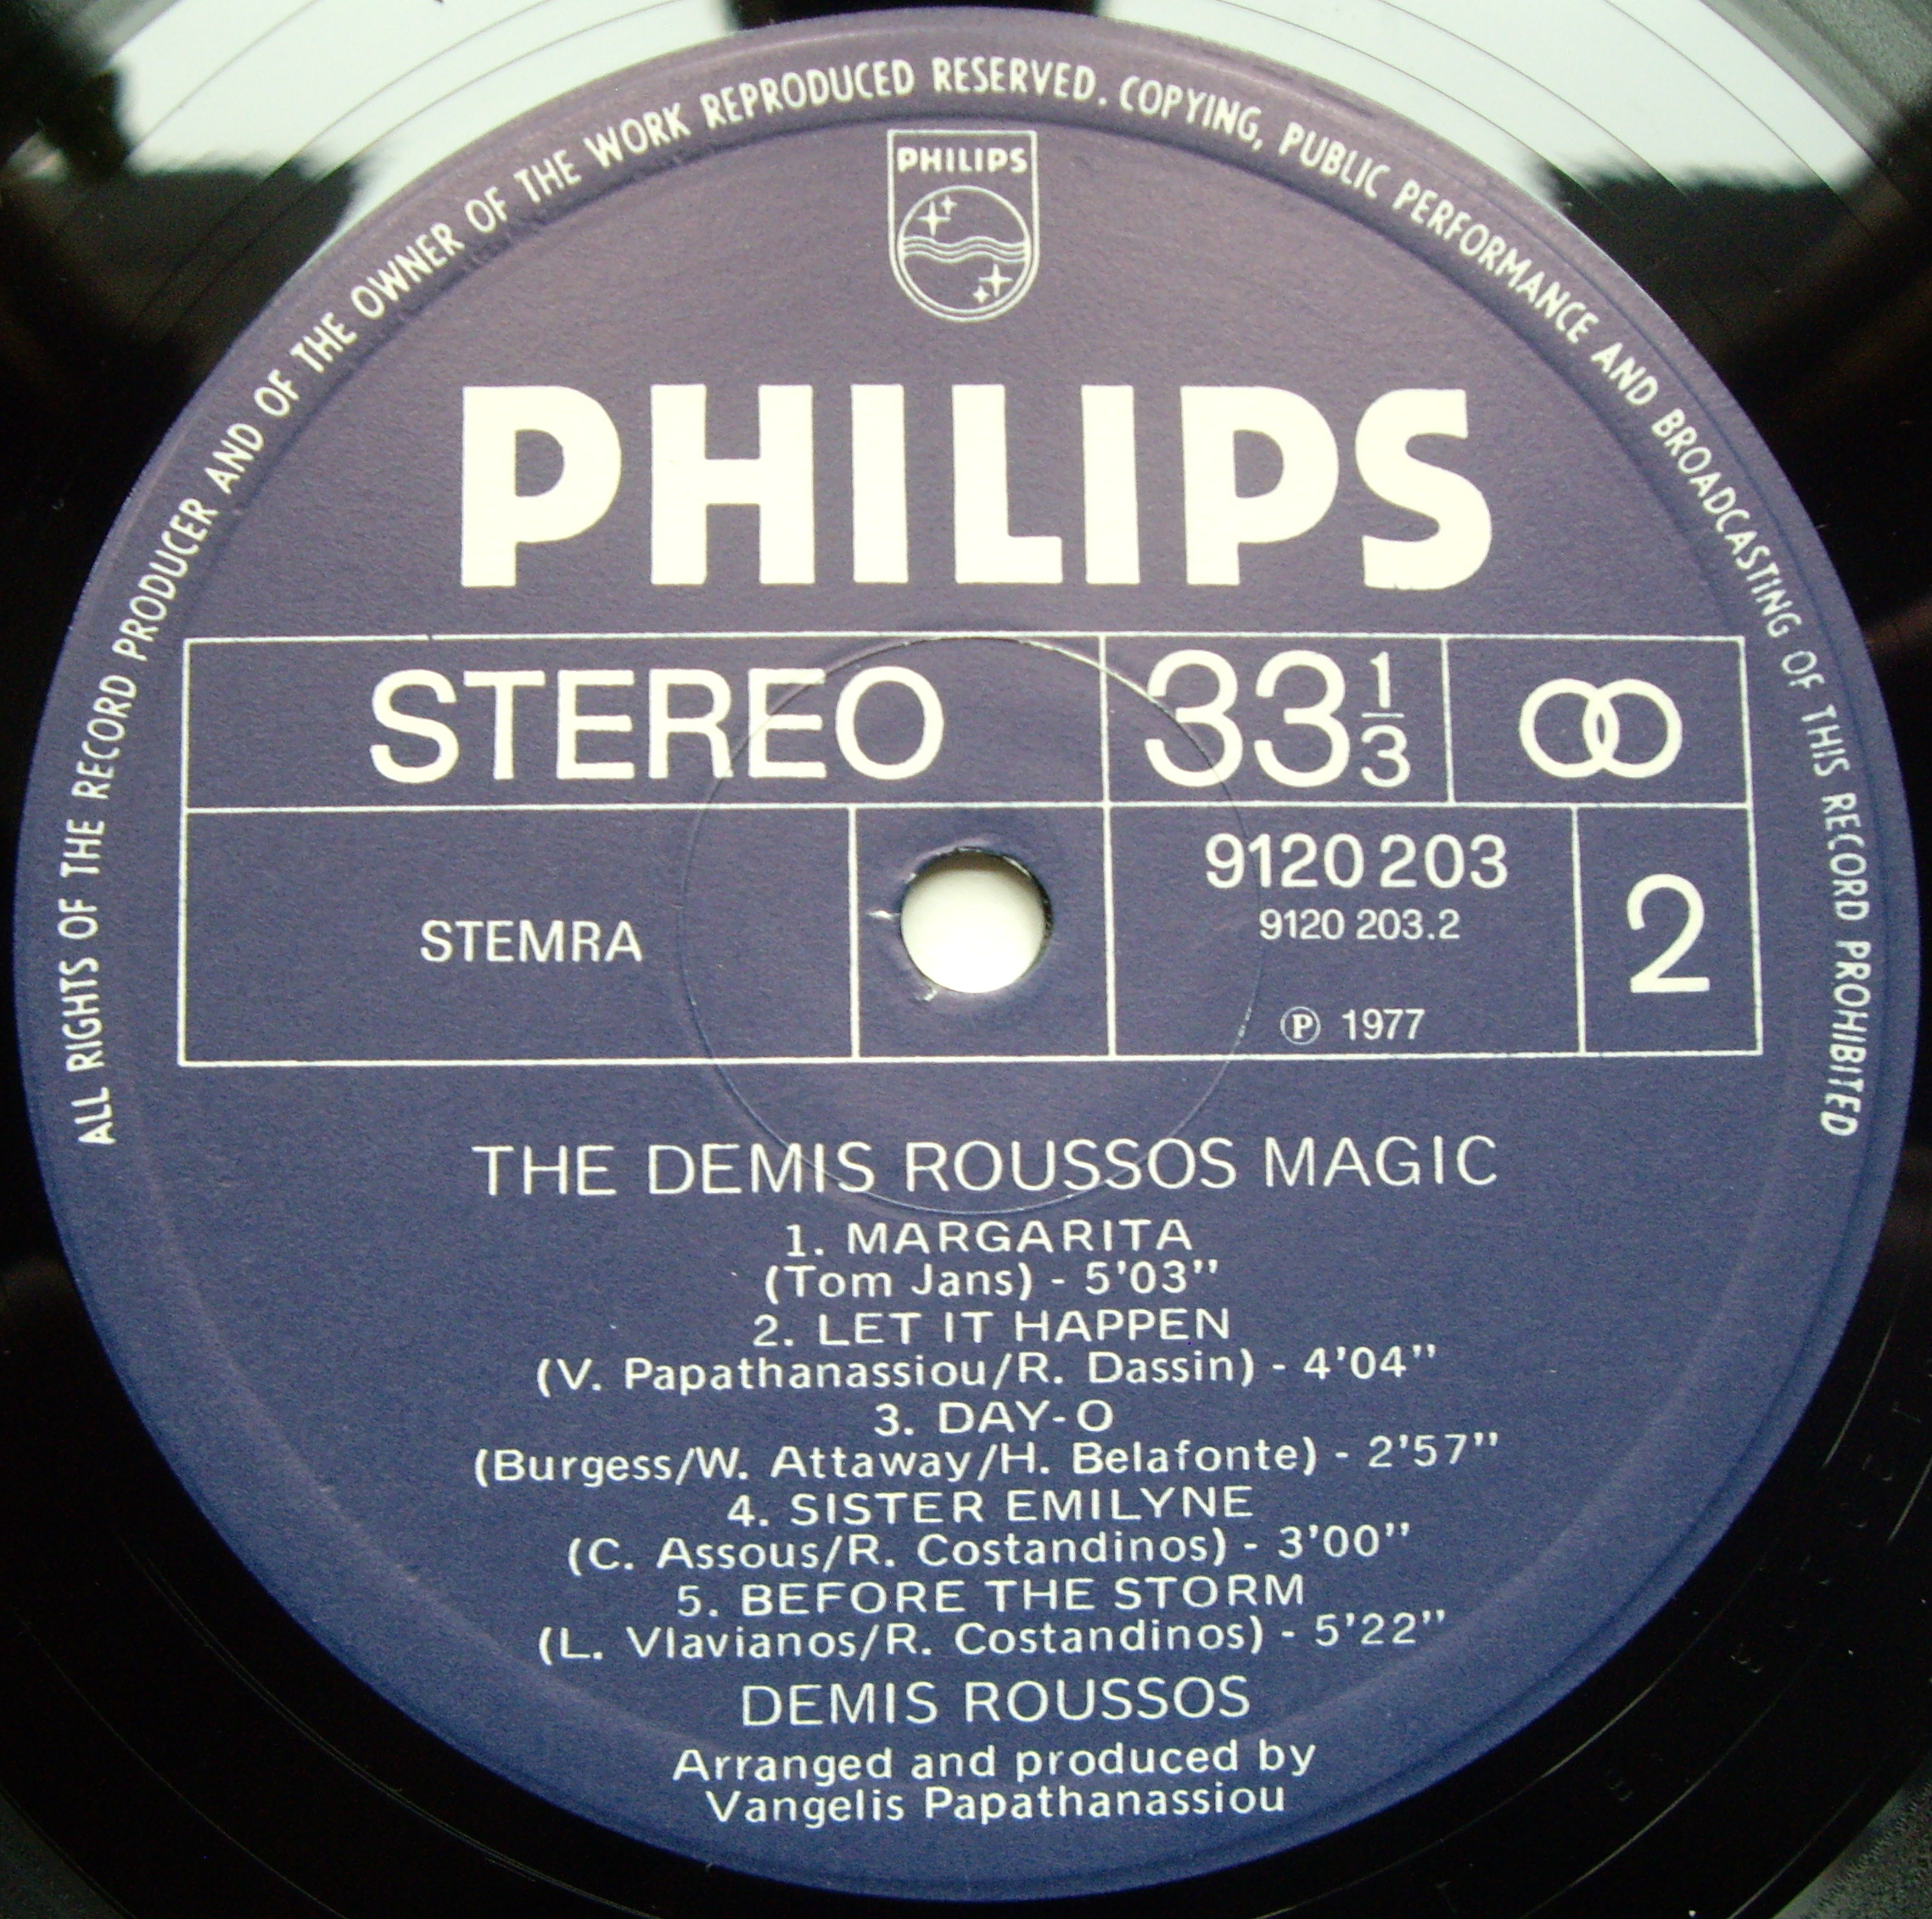 ALL RIGHTS OF THE RECORD PRODUCER AND OF THE OWNER OF THE WORK REPRODUCED RESERVED. COPYING, PUBLIC PERFORMANCE AND BROADCASTING OF THIS RECORD PROHIBITED
PHILIPS
PHILIPS
STEREO 33 1/3
STEMRA
9120 203
9120 203.2
℗ 1977
2
THE DEMIS ROUSSOS MAGIC
1. MARGARITA
(Tom Jans) - 5'03"
2. LET IT HAPPEN
(V. Papathanassiou/R. Dassin) - 4'04"
3. DAY-O
(Burgess/W. Attaway/H. Belafonte) - 2'57"
4. SISTER EMILYNE
(C. Assous/R. Costandinos) - 3'00"
5. BEFORE THE STORM
(L. Vlavianos/R. Costandinos) - 5'22"
DEMIS ROUSSOS
Arranged and produced by
Vangelis Papathanassiou